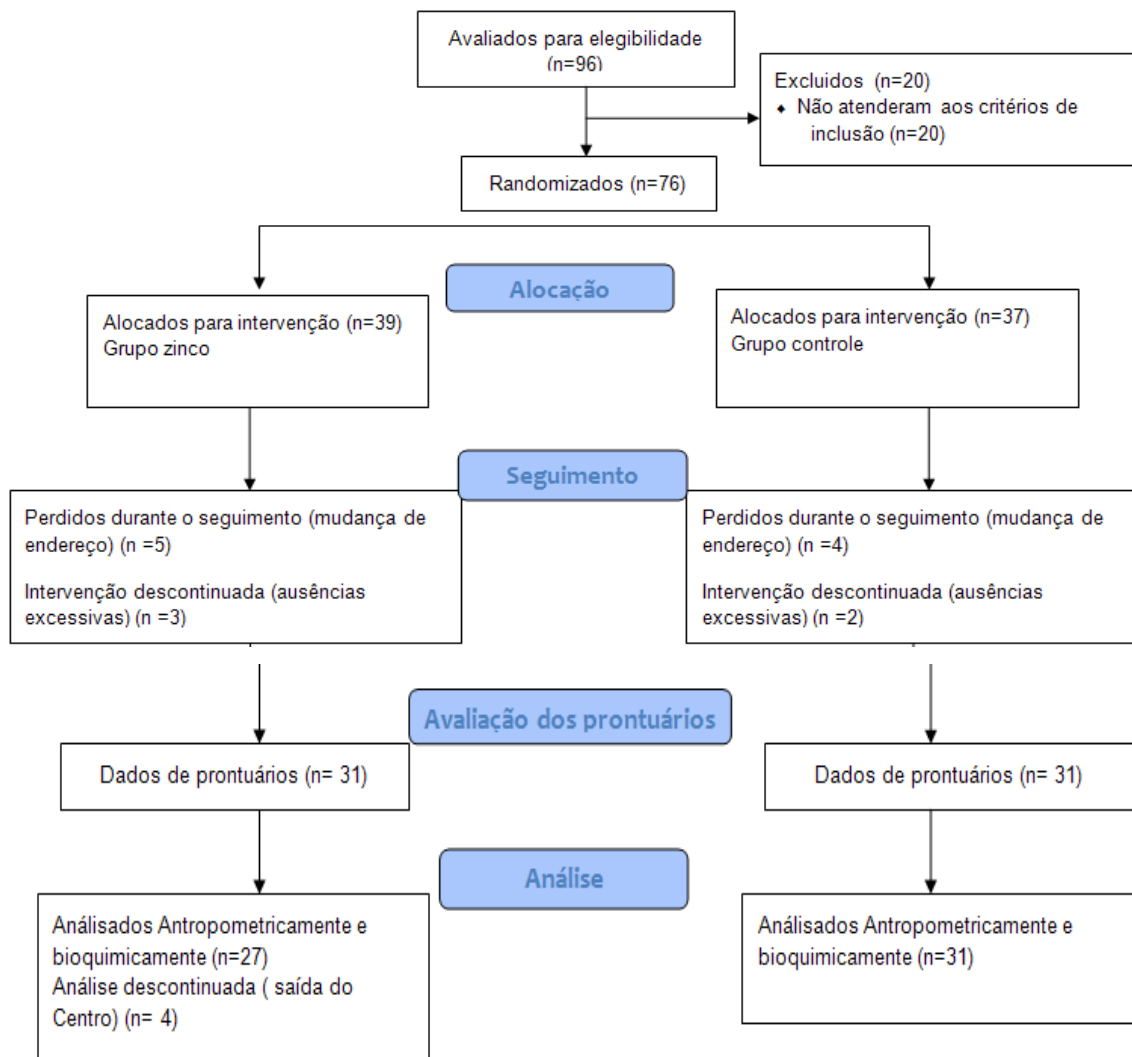 Avaliados para elegibilidade
(n=96)
Excluidos (n=20)
⬥ Não atenderam aos critérios de
inclusão (n=20)
Randomizados (n=76)
Alocação
Alocados para intervenção (n=39)
Grupo zinco
Alocados para intervenção (n=37)
Grupo controle
Seguimento
Perdidos durante o seguimento (mudança de
endereço) (n =5)
Intervenção descontinuada (ausências
excessivas) (n =3)
Perdidos durante o seguimento (mudança de
endereço) (n =4)
Intervenção descontinuada (ausências
excessivas) (n =2)
Avaliação dos prontuários
Dados de prontuários (n= 31)
Dados de prontuários (n= 31)
Análise
Análisados Antropometricamente e
bioquimicamente (n=27)
Análise descontinuada ( saída do
Centro) (n= 4)
Análisados Antropometricamente e
bioquimicamente (n=31)